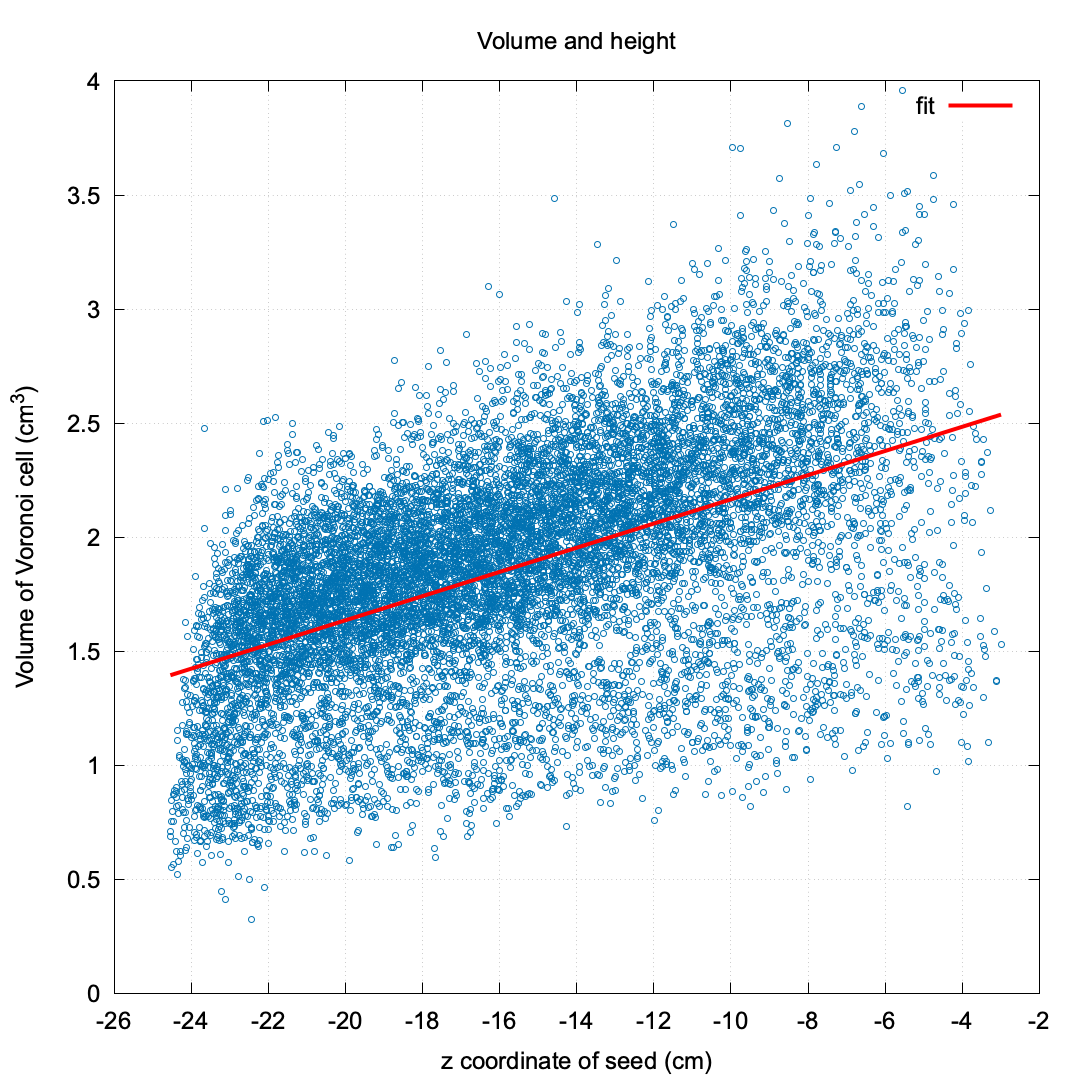 Volume and height
fit
Volume of Voronoi cell (cm³)
4
3.5
3
2.5
2
1.5
1
0.5
0
-26 -24 -22 -20 -18 -16 -14 -12 -10 -8 -6 -4 -2
z coordinate of seed (cm)